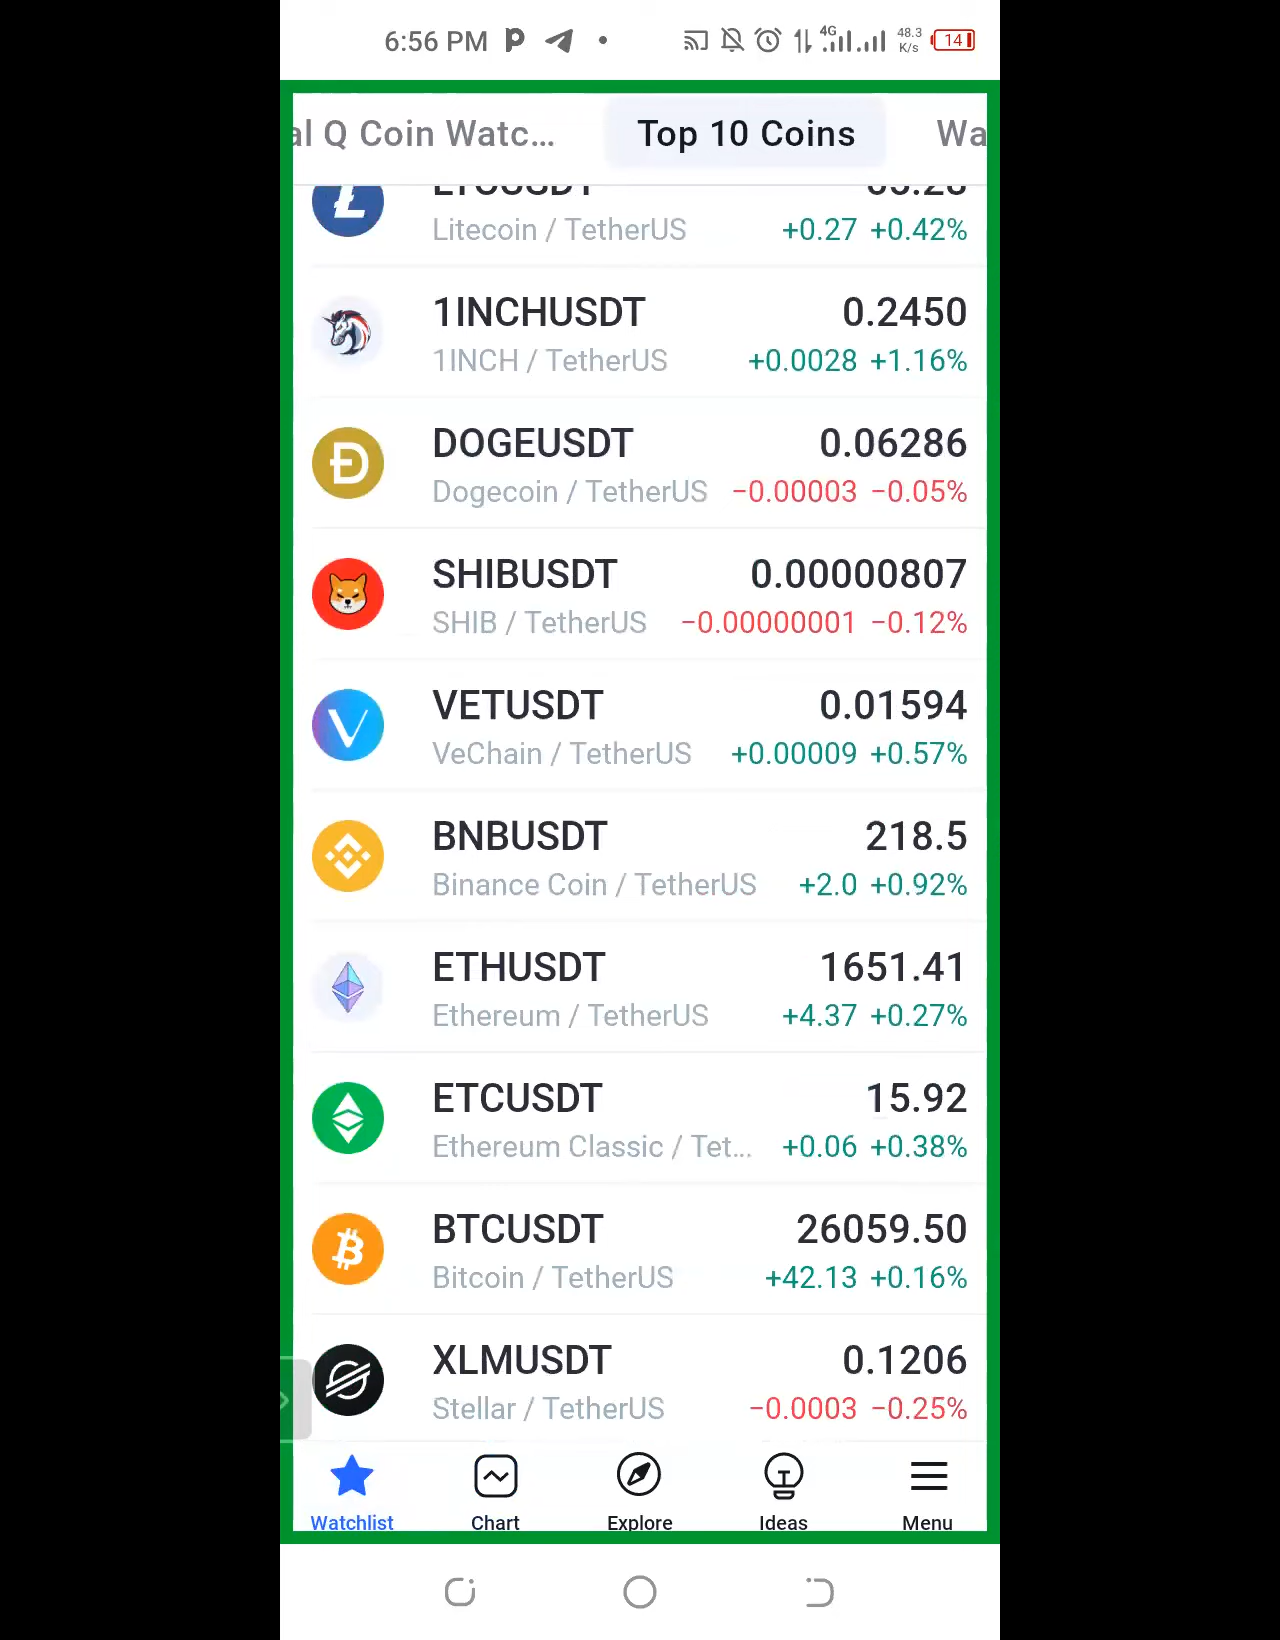 6:56 PM 4G 48.3 K/s 14
al Q Coin Watc... Top 10 Coins Wa
LTCUSDT
Litecoin / TetherUS +0.27 +0.42%
1INCHUSDT 0.2450
1INCH / TetherUS +0.0028 +1.16%
DOGEUSDT 0.06286
Dogecoin / TetherUS −0.00003 −0.05%
SHIBUSDT 0.00000807
SHIB / TetherUS −0.00000001 −0.12%
VETUSDT 0.01594
VeChain / TetherUS +0.00009 +0.57%
BNBUSDT 218.5
Binance Coin / TetherUS +2.0 +0.92%
ETHUSDT 1651.41
Ethereum / TetherUS +4.37 +0.27%
ETCUSDT 15.92
Ethereum Classic / Tet... +0.06 +0.38%
BTCUSDT 26059.50
Bitcoin / TetherUS +42.13 +0.16%
XLMUSDT 0.1206
Stellar / TetherUS −0.0003 −0.25%
Watchlist Chart Explore Ideas Menu